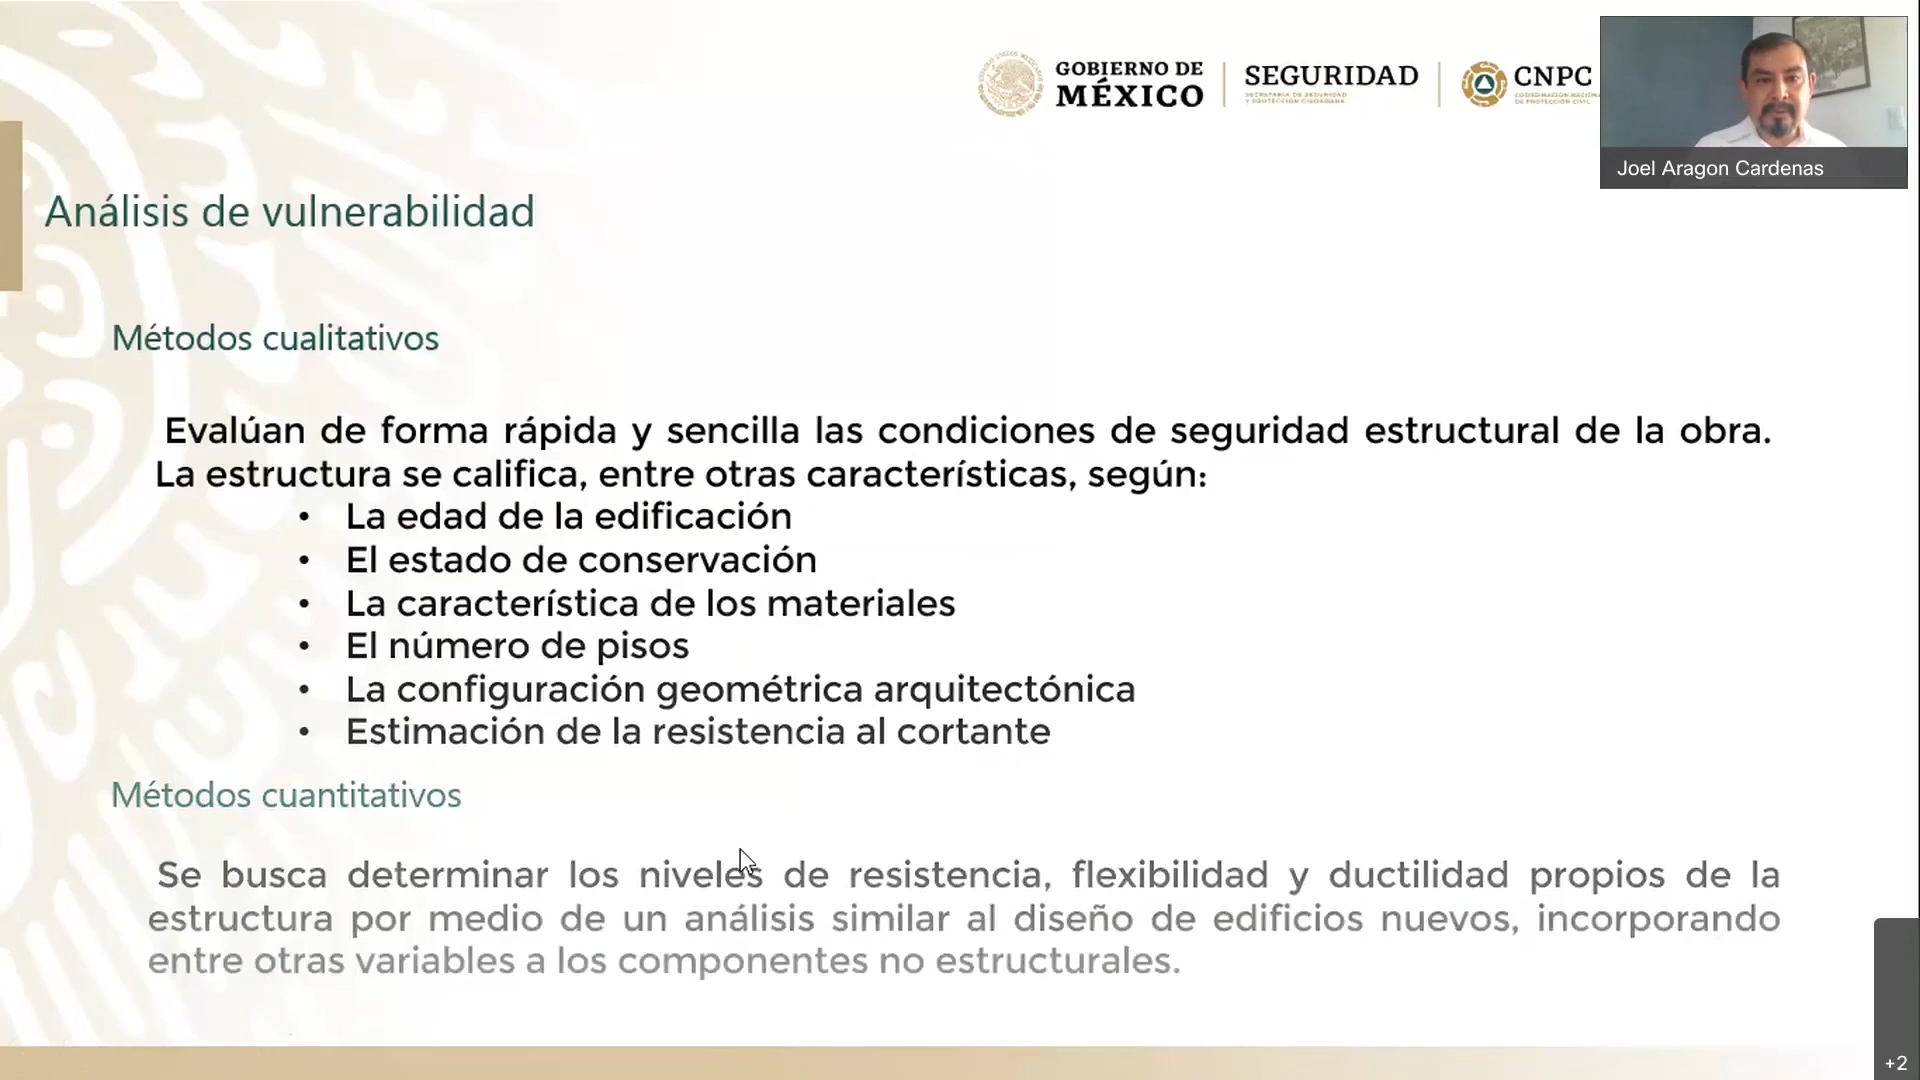 GOBIERNO DE
MÉXICO
SEGURIDAD
SECRETARÍA DE SEGURIDAD
Y PROTECCIÓN CIUDADANA
CNPC
COORDINACIÓN
DE PROTECCIÓN CIVIL
Joel Aragon Cardenas
Análisis de vulnerabilidad
Métodos cualitativos
Evalúan de forma rápida y sencilla las condiciones de seguridad estructural de la obra.
La estructura se califica, entre otras características, según:
• La edad de la edificación
• El estado de conservación
• La característica de los materiales
• El número de pisos
• La configuración geométrica arquitectónica
• Estimación de la resistencia al cortante
Métodos cuantitativos
Se busca determinar los niveles de resistencia, flexibilidad y ductilidad propios de la
estructura por medio de un análisis similar al diseño de edificios nuevos, incorporando
entre otras variables a los componentes no estructurales.
+2